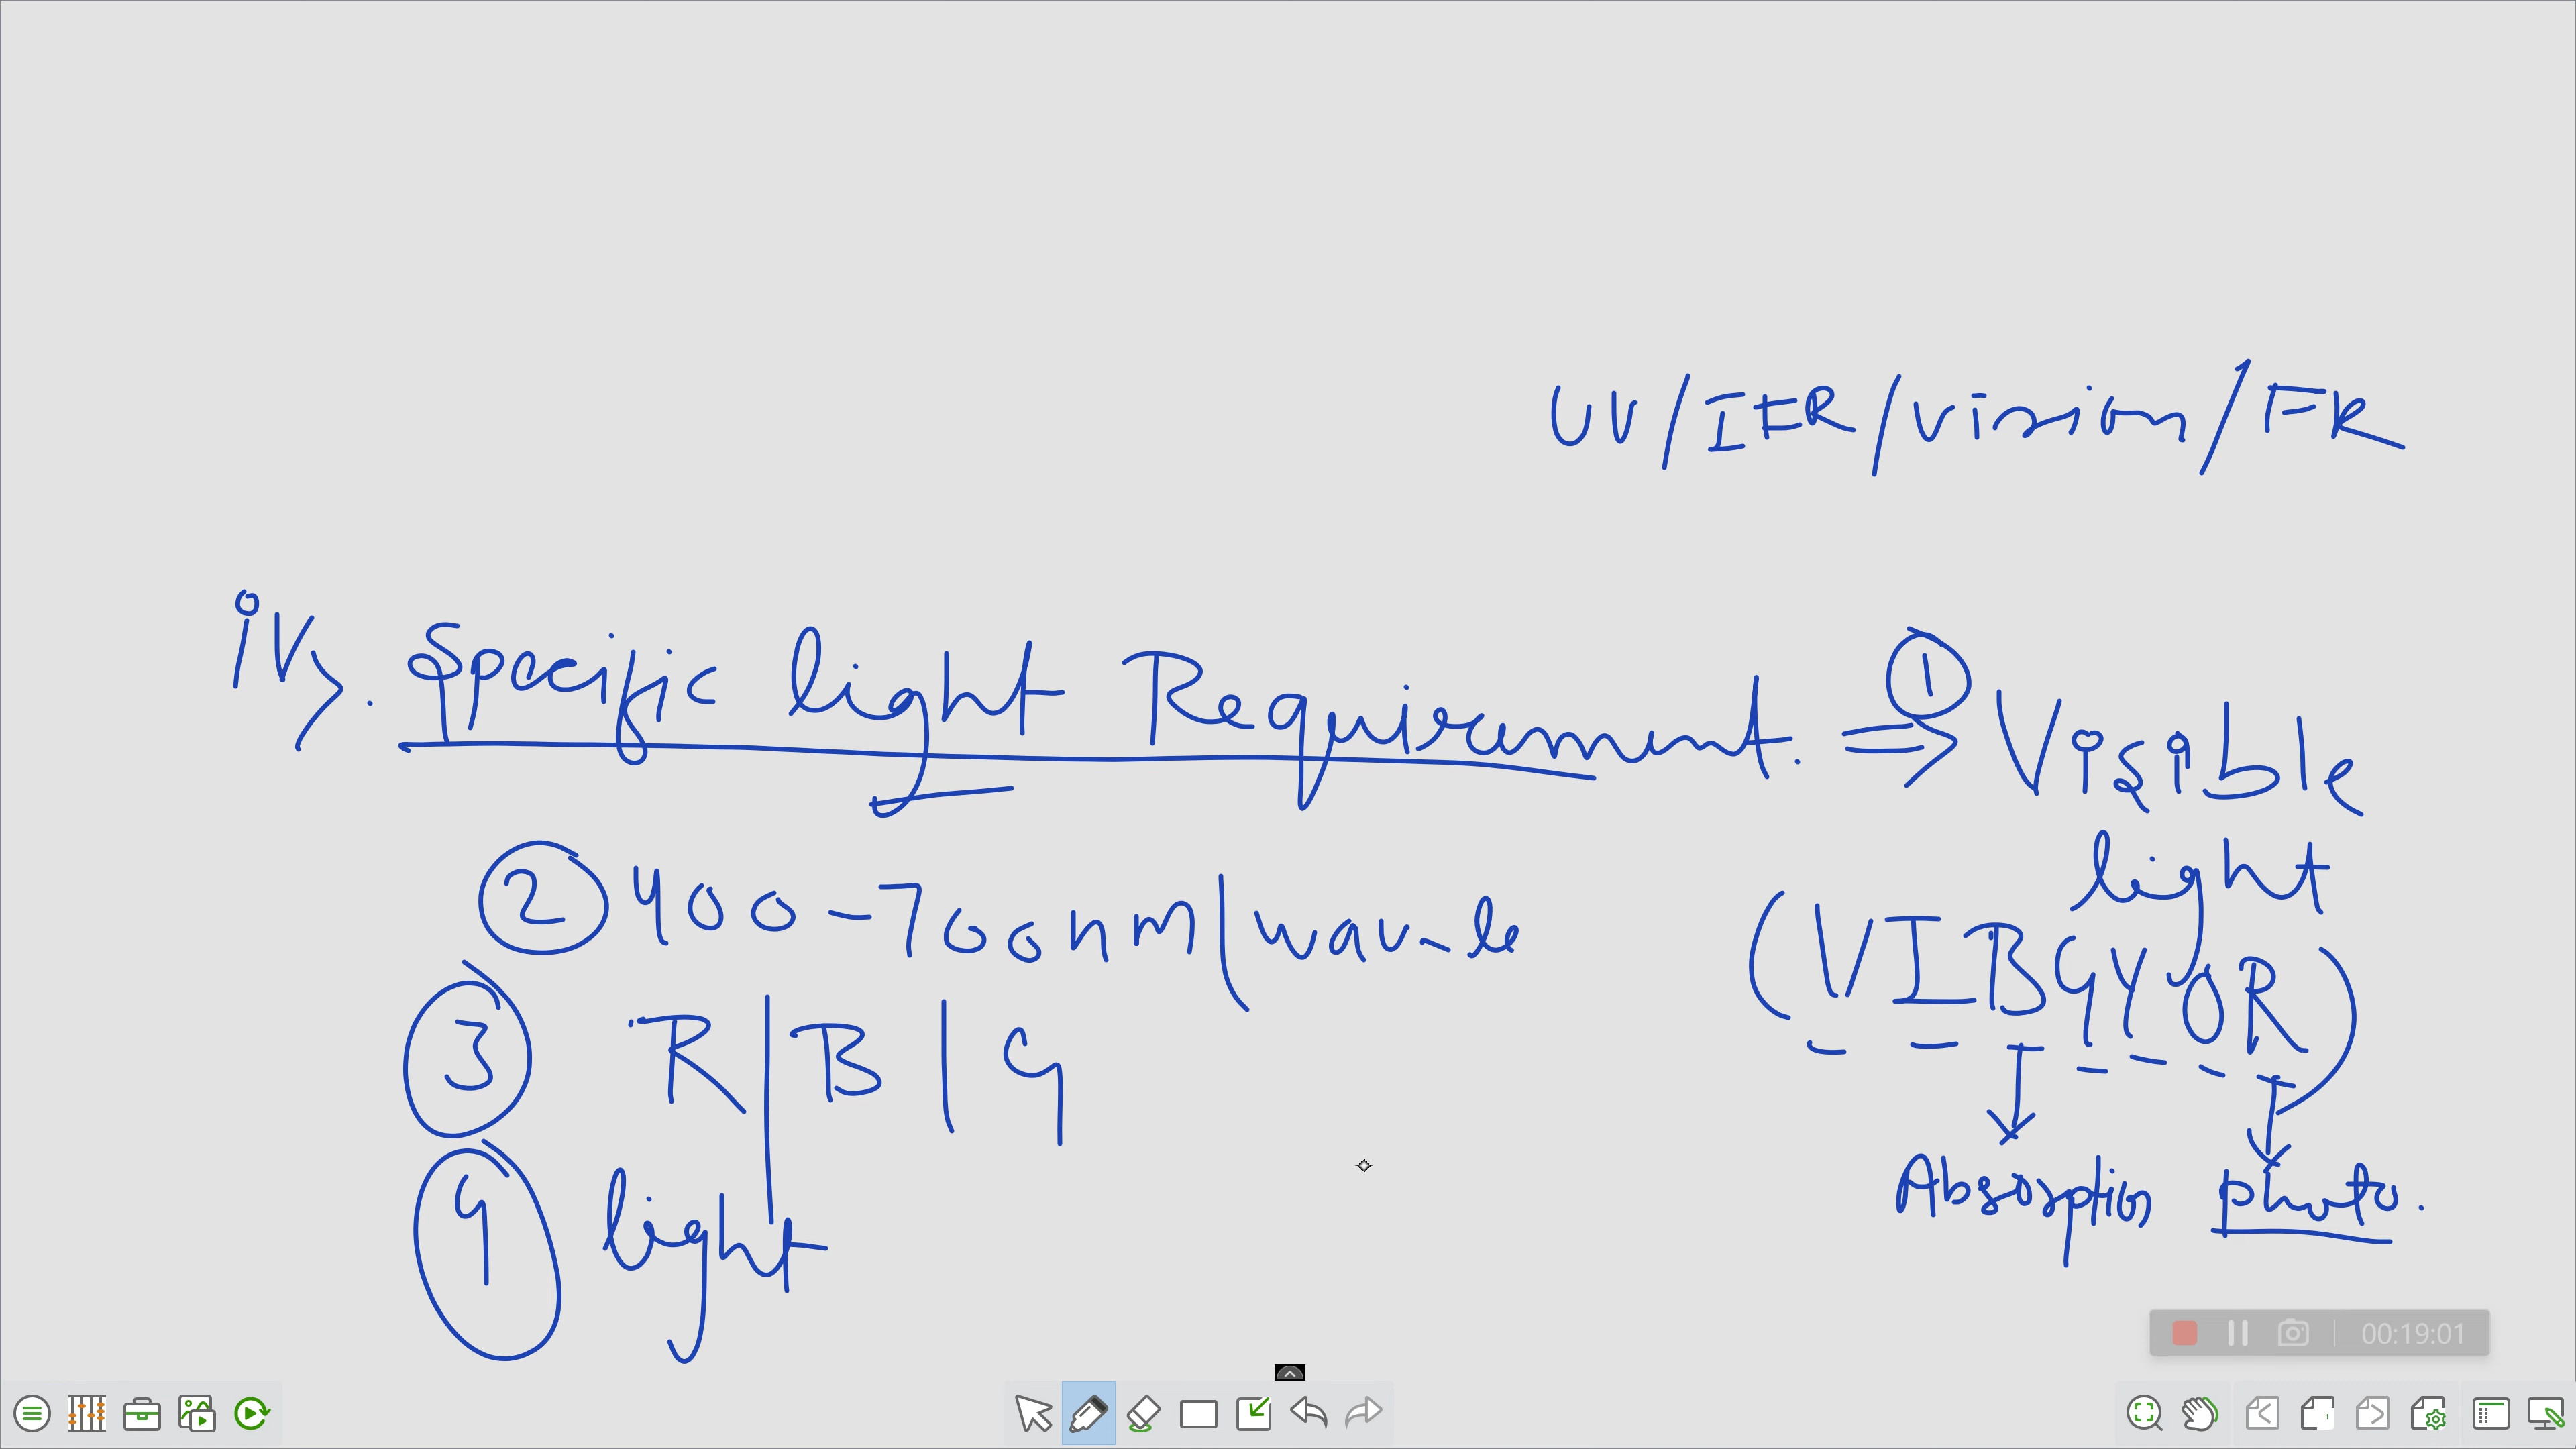 UV/IFR/Vision/FR
iv>. Specific light Requirement. ⇒ ① Visible
light
(VIBGYOR)
② 400-700nm/wave-le
③ R|B|G
Absorption photo.
④ light
00:19:01